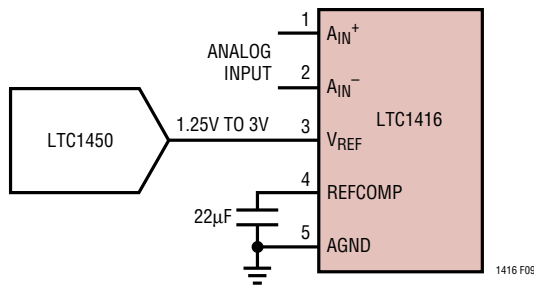 1
A_IN^+
ANALOG
INPUT
2
A_IN^–
LTC1416
LTC1450
1.25V TO 3V
3
V_REF
4
REFCOMP
22µF
5
AGND
1416 F09